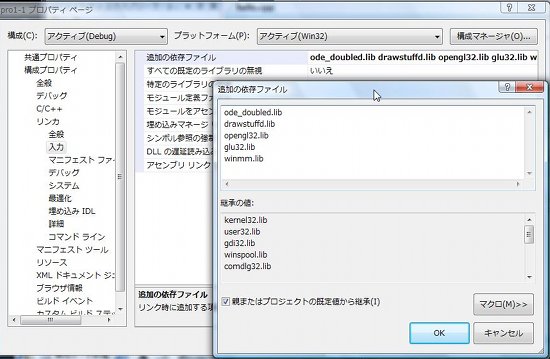 pro1-1 プロパティ ページ
構成(C):
アクティブ(Debug)
プラットフォーム(P):
アクティブ(Win32)
構成マネージャ(O)...
共通プロパティ
構成プロパティ
全般
デバッグ
C/C++
リンカ
全般
入力
マニフェスト ファ
デバッグ
システム
最適化
埋め込み IDL
詳細
コマンド ライン
マニフェスト ツール
リソース
XML ドキュメント ジ
ブラウザ情報
ビルド イベント
カスタム ビルド ステ
追加の依存ファイル
ode_doubled.lib drawstuffd.lib opengl32.lib glu32.lib w
すべての既定のライブラリの無視
いいえ
特定のライブラリの
モジュール定義ファ
モジュールをアセン
埋め込みマネージ
シンボル参照の強制
DLL の遅延読み込
アセンブリ リンク
追加の依存ファイル
リンク時に追加する項
追加の依存ファイル
ode_doubled.lib
drawstuffd.lib
opengl32.lib
glu32.lib
winmm.lib
継承の値:
kernel32.lib
user32.lib
gdi32.lib
winspool.lib
comdlg32.lib
親またはプロジェクトの既定値から継承(I)
マクロ(M)>>
OK
キャンセル